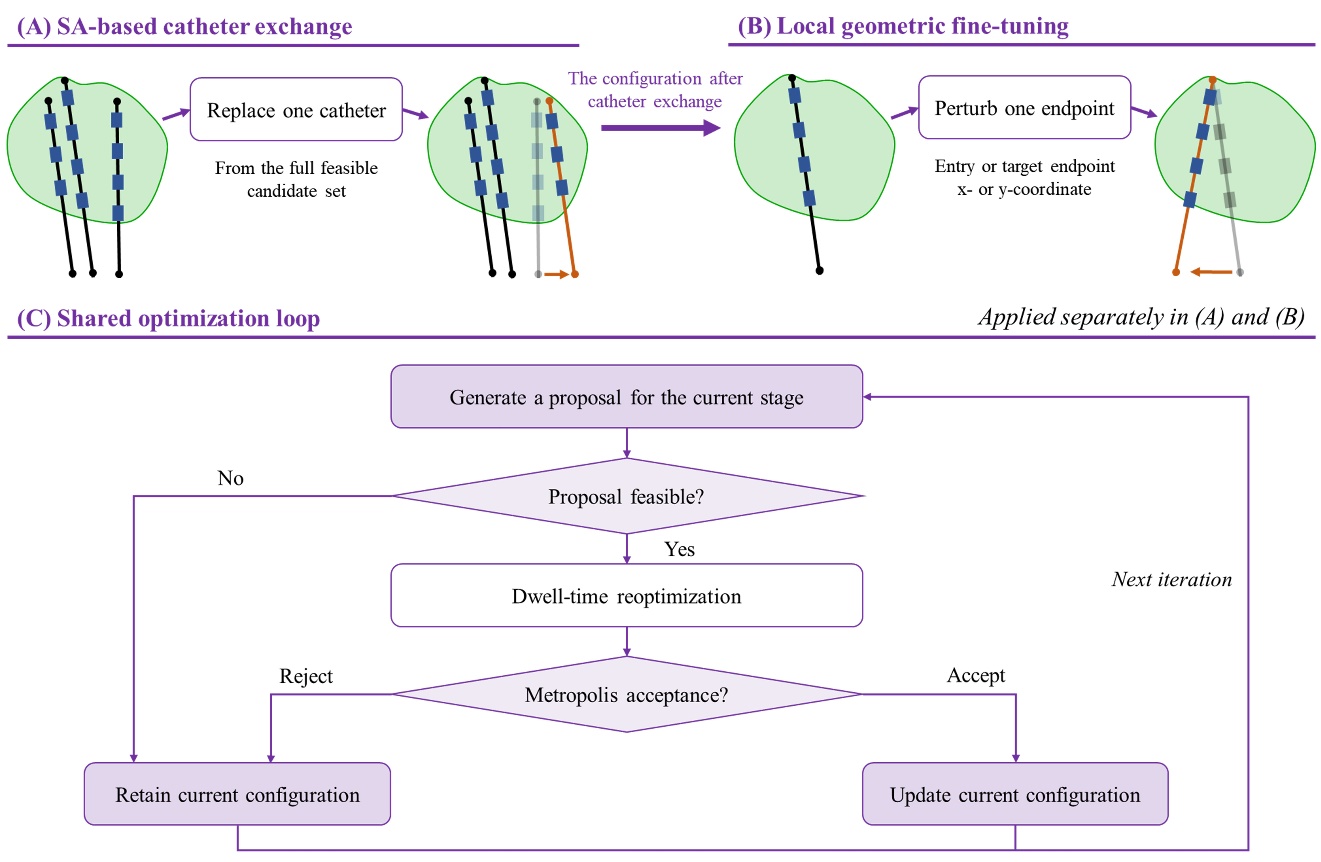 (A) SA-based catheter exchange
(B) Local geometric fine-tuning
Replace one catheter
From the full feasible
candidate set
The configuration after
catheter exchange
Perturb one endpoint
Entry or target endpoint
x- or y-coordinate
(C) Shared optimization loop
Applied separately in (A) and (B)
Generate a proposal for the current stage
No
Proposal feasible?
Yes
Next iteration
Dwell-time reoptimization
Reject
Metropolis acceptance?
Accept
Retain current configuration
Update current configuration